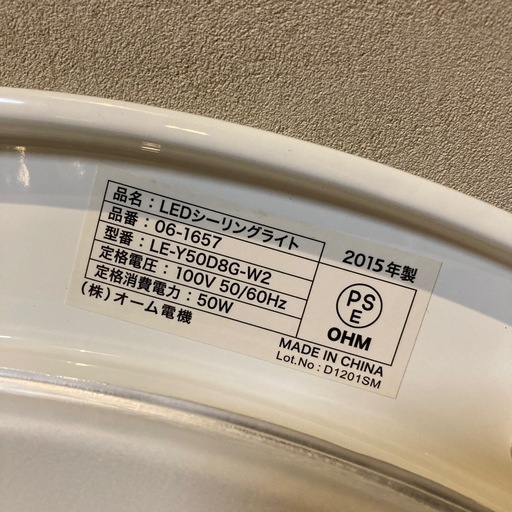 品名：LEDシーリングライト
品番：06-1657
型番：LE-Y50D8G-W2
定格電圧：100V 50/60Hz
定格消費電力：50W
(株)オーム電機
2015年製
PS
E
OHM
MADE IN CHINA
Lot.No：D1201SM